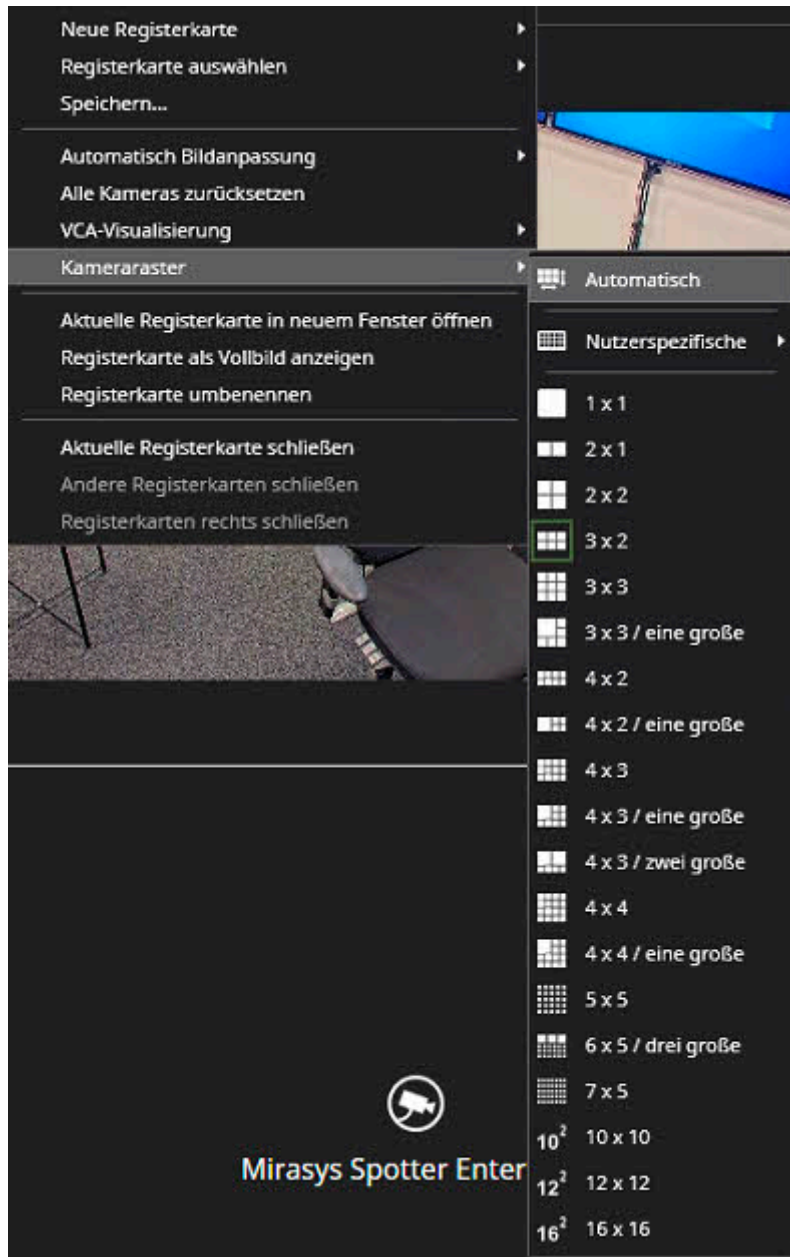 Neue Registerkarte
Registerkarte auswählen
Speichern...
Automatisch Bildanpassung
Alle Kameras zurücksetzen
VCA-Visualisierung
Kameraraster
Aktuelle Registerkarte in neuem Fenster öffnen
Registerkarte als Vollbild anzeigen
Registerkarte umbenennen
Aktuelle Registerkarte schließen
Andere Registerkarten schließen
Registerkarten rechts schließen
Automatisch
Nutzerspezifische
1 x 1
2 x 1
2 x 2
3 x 2
3 x 3
3 x 3 / eine große
4 x 2
4 x 2 / eine große
4 x 3
4 x 3 / eine große
4 x 3 / zwei große
4 x 4
4 x 4 / eine große
5 x 5
6 x 5 / drei große
7 x 5
10² 10 x 10
12² 12 x 12
16² 16 x 16
Mirasys Spotter Enter